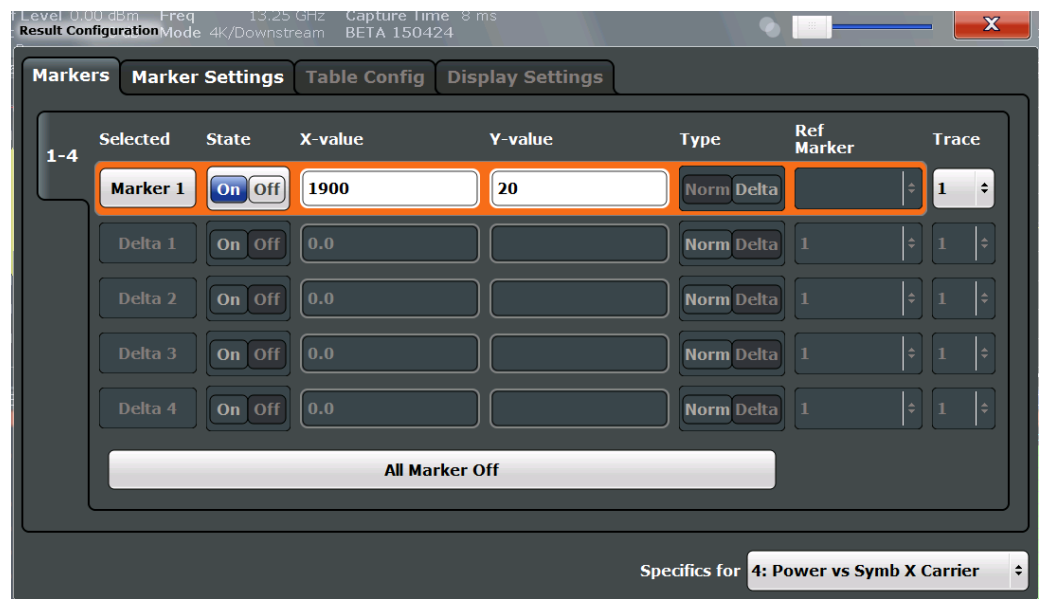 Level 0.00 dBm Freq 13.25 GHz Capture Time 8 ms
Result Configuration Mode 4K/Downstream BETA 150424
X
Markers Marker Settings Table Config Display Settings
1-4
Selected State X-value Y-value Type Ref Marker Trace
Marker 1 On Off 1900 20 Norm Delta 1
Delta 1 On Off 0.0 Norm Delta 1 1
Delta 2 On Off 0.0 Norm Delta 1 1
Delta 3 On Off 0.0 Norm Delta 1 1
Delta 4 On Off 0.0 Norm Delta 1 1
All Marker Off
Specifics for 4: Power vs Symb X Carrier